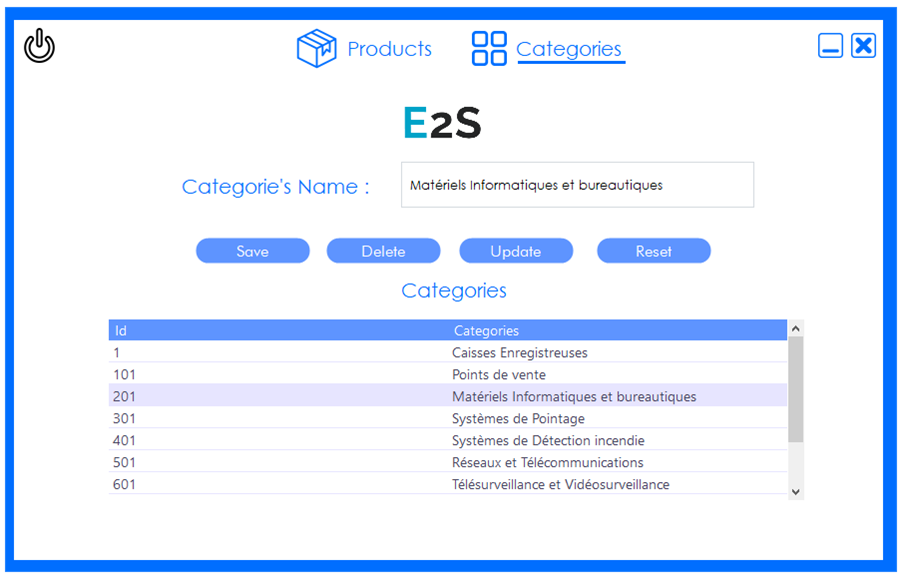 Products Categories
E2S
Categorie's Name : Matériels Informatiques et bureautiques
Save Delete Update Reset
Categories
Id Categories
1 Caisses Enregistreuses
101 Points de vente
201 Matériels Informatiques et bureautiques
301 Systèmes de Pointage
401 Systèmes de Détection incendie
501 Réseaux et Télécommunications
601 Télésurveillance et Vidéosurveillance